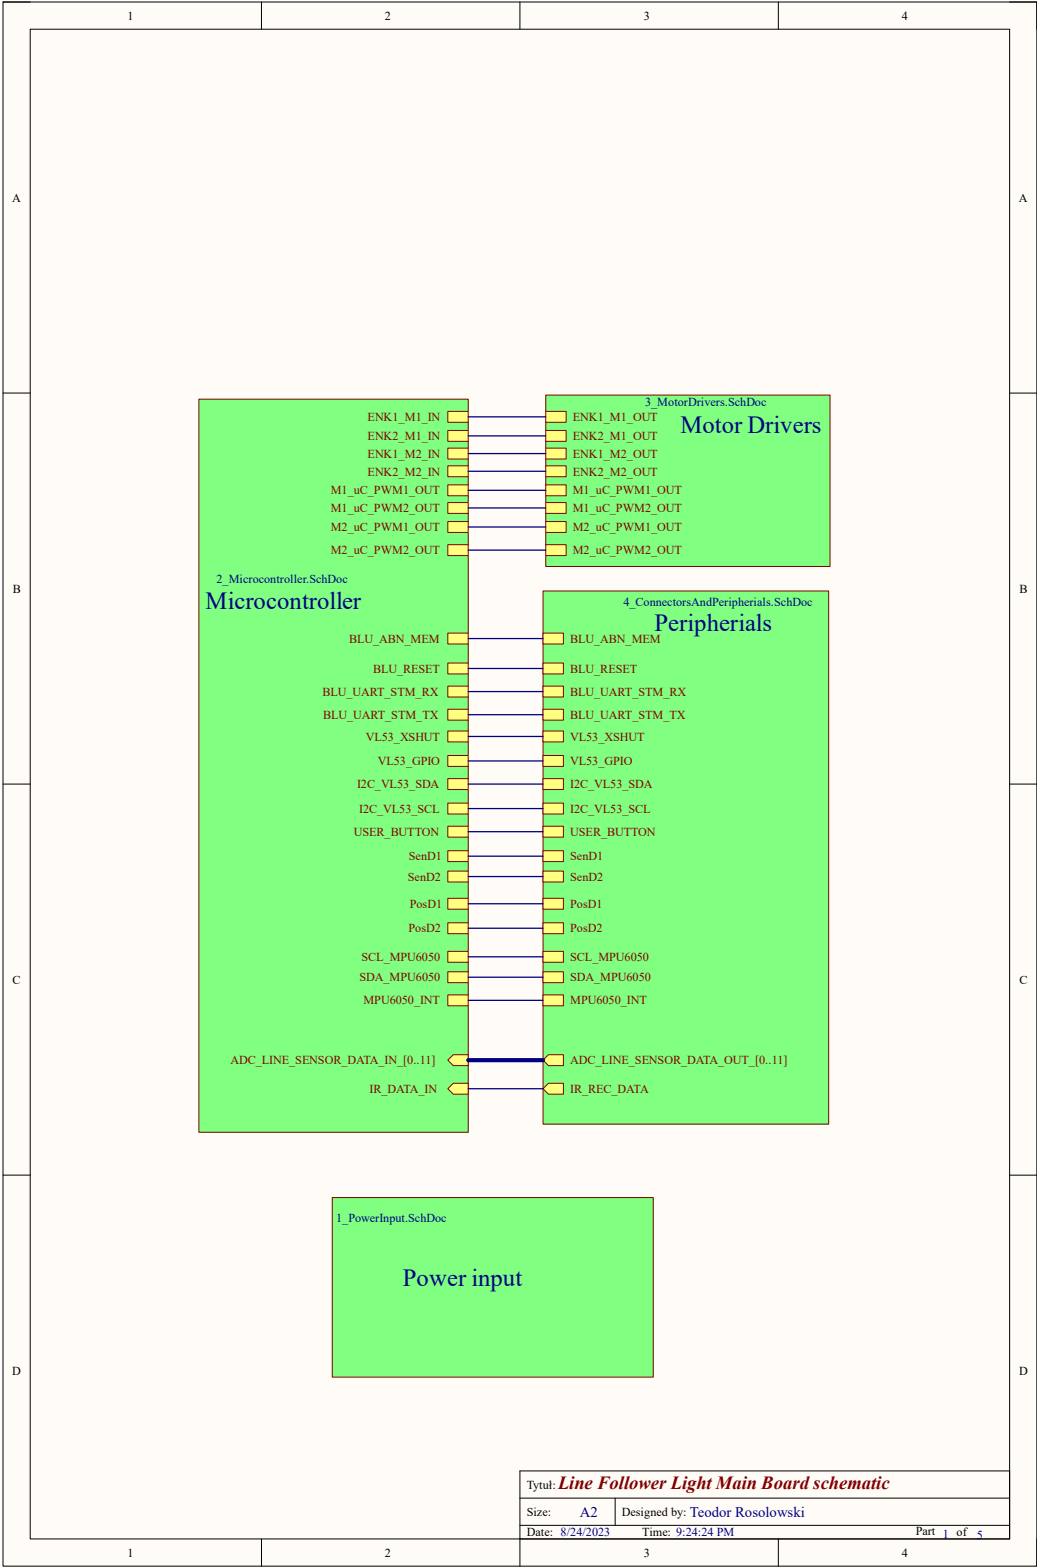 1 2 3 4
A A
3_MotorDrivers.SchDoc
Motor Drivers
ENK1_M1_IN ENK1_M1_OUT
ENK2_M1_IN ENK2_M1_OUT
ENK1_M2_IN ENK1_M2_OUT
ENK2_M2_IN ENK2_M2_OUT
M1_uC_PWM1_OUT M1_uC_PWM1_OUT
M1_uC_PWM2_OUT M1_uC_PWM2_OUT
M2_uC_PWM1_OUT M2_uC_PWM1_OUT
M2_uC_PWM2_OUT M2_uC_PWM2_OUT
2_Microcontroller.SchDoc
B B
Microcontroller
4_ConnectorsAndPeripherials.SchDoc
Peripherials
BLU_ABN_MEM BLU_ABN_MEM
BLU_RESET BLU_RESET
BLU_UART_STM_RX BLU_UART_STM_RX
BLU_UART_STM_TX BLU_UART_STM_TX
VL53_XSHUT VL53_XSHUT
VL53_GPIO VL53_GPIO
I2C_VL53_SDA I2C_VL53_SDA
I2C_VL53_SCL I2C_VL53_SCL
USER_BUTTON USER_BUTTON
SenD1 SenD1
SenD2 SenD2
PosD1 PosD1
PosD2 PosD2
SCL_MPU6050 SCL_MPU6050
SDA_MPU6050 SDA_MPU6050
C C
MPU6050_INT MPU6050_INT
ADC_LINE_SENSOR_DATA_IN_[0..11] ADC_LINE_SENSOR_DATA_OUT_[0..11]
IR_DATA_IN IR_REC_DATA
1_PowerInput.SchDoc
Power input
D D
Tytuł: Line Follower Light Main Board schematic
Size: A2 Designed by: Teodor Rosolowski
Date: 8/24/2023 Time: 9:24:24 PM Part 1 of 5
1 2 3 4